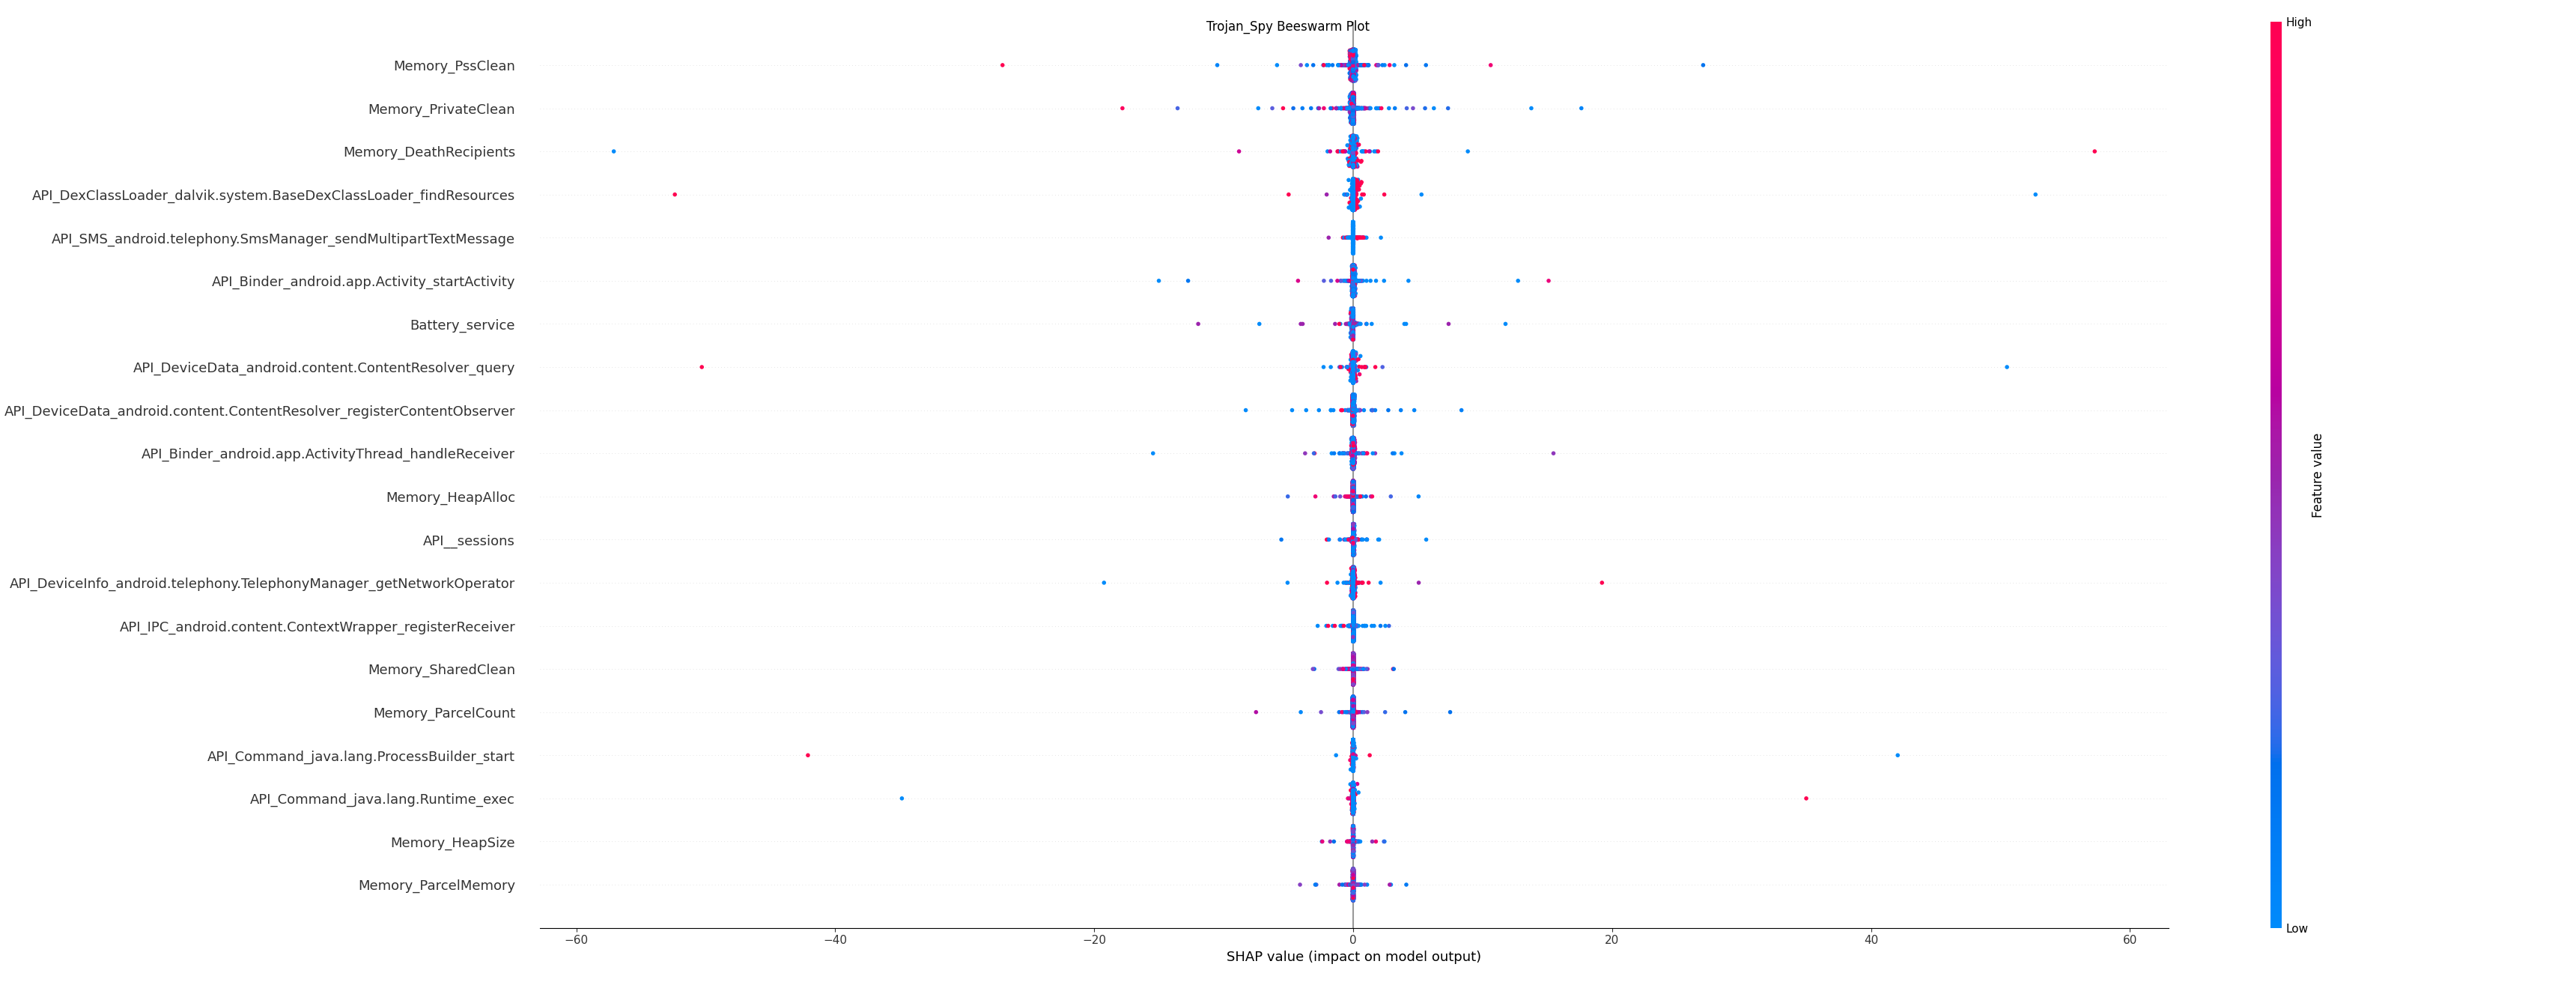 Trojan_Spy Beeswarm Plot
High
Memory_PssClean
Memory_PrivateClean
Memory_DeathRecipients
API_DexClassLoader_dalvik.system.BaseDexClassLoader_findResources
API_SMS_android.telephony.SmsManager_sendMultipartTextMessage
API_Binder_android.app.Activity_startActivity
Battery_service
API_DeviceData_android.content.ContentResolver_query
API_DeviceData_android.content.ContentResolver_registerContentObserver
API_Binder_android.app.ActivityThread_handleReceiver
Memory_HeapAlloc
API__sessions
API_DeviceInfo_android.telephony.TelephonyManager_getNetworkOperator
API_IPC_android.content.ContextWrapper_registerReceiver
Memory_SharedClean
Memory_ParcelCount
API_Command_java.lang.ProcessBuilder_start
API_Command_java.lang.Runtime_exec
Memory_HeapSize
Memory_ParcelMemory
Feature value
Low
−60 −40 −20 0 20 40 60
SHAP value (impact on model output)